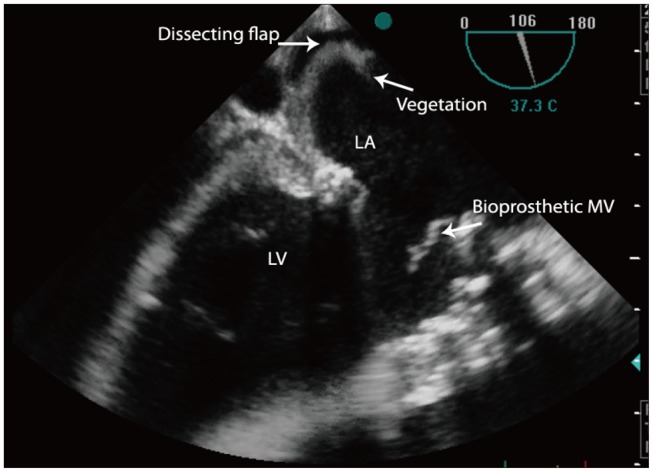 Dissecting flap
0 106 180
Vegetation
37.3 C
LA
Bioprosthetic MV
LV